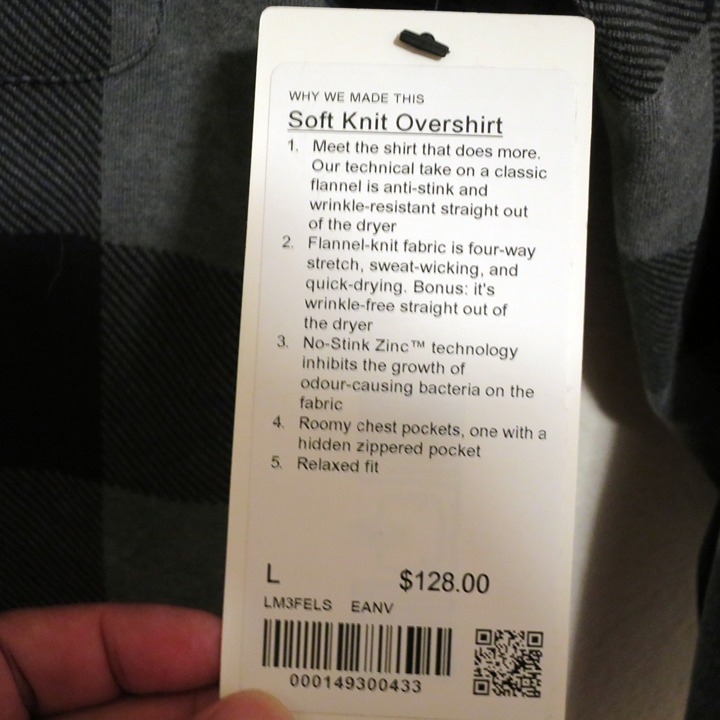 WHY WE MADE THIS
Soft Knit Overshirt
1. Meet the shirt that does more.
Our technical take on a classic
flannel is anti-stink and
wrinkle-resistant straight out
of the dryer
2. Flannel-knit fabric is four-way
stretch, sweat-wicking, and
quick-drying. Bonus: it's
wrinkle-free straight out of
the dryer
3. No-Stink Zinc™ technology
inhibits the growth of
odour-causing bacteria on the
fabric
4. Roomy chest pockets, one with a
hidden zippered pocket
5. Relaxed fit
L $128.00
LM3FELS EANV
000149300433